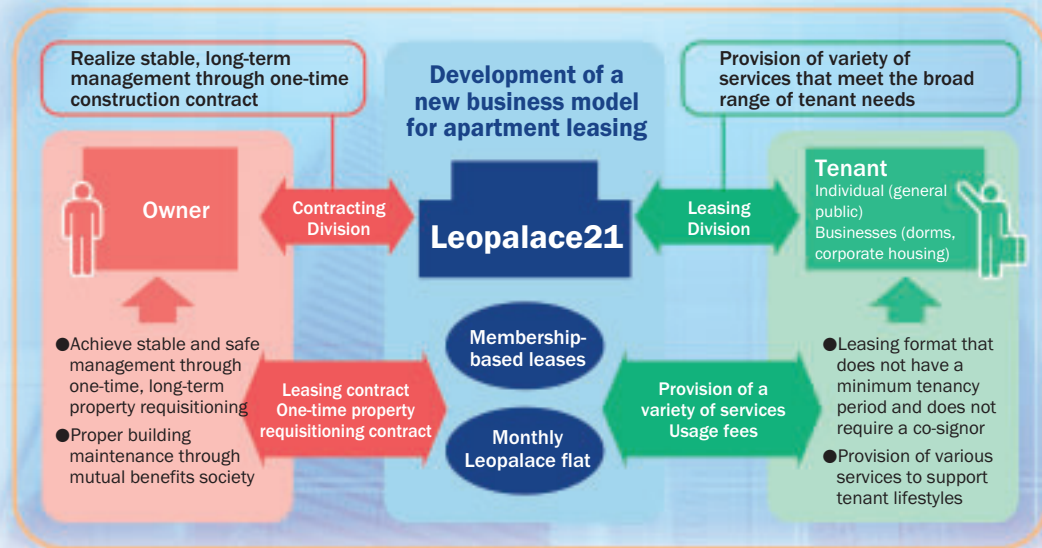 Realize stable, long-term
management through one-time
construction contract
Development of a
new business model
for apartment leasing
Provision of variety of
services that meet the broad
range of tenant needs
Owner
Contracting
Division
Leopalace21
Leasing
Division
Tenant
Individual (general
public)
Businesses (dorms,
corporate housing)
●Achieve stable and safe
management through
one-time, long-term
property requisitioning
●Proper building
maintenance through
mutual benefits society
Leasing contract
One-time property
requisitioning contract
Membership-
based leases
Monthly
Leopalace flat
Provision of a
variety of services
Usage fees
●Leasing format that
does not have a
minimum tenancy
period and does not
require a co-signor
●Provision of various
services to support
tenant lifestyles